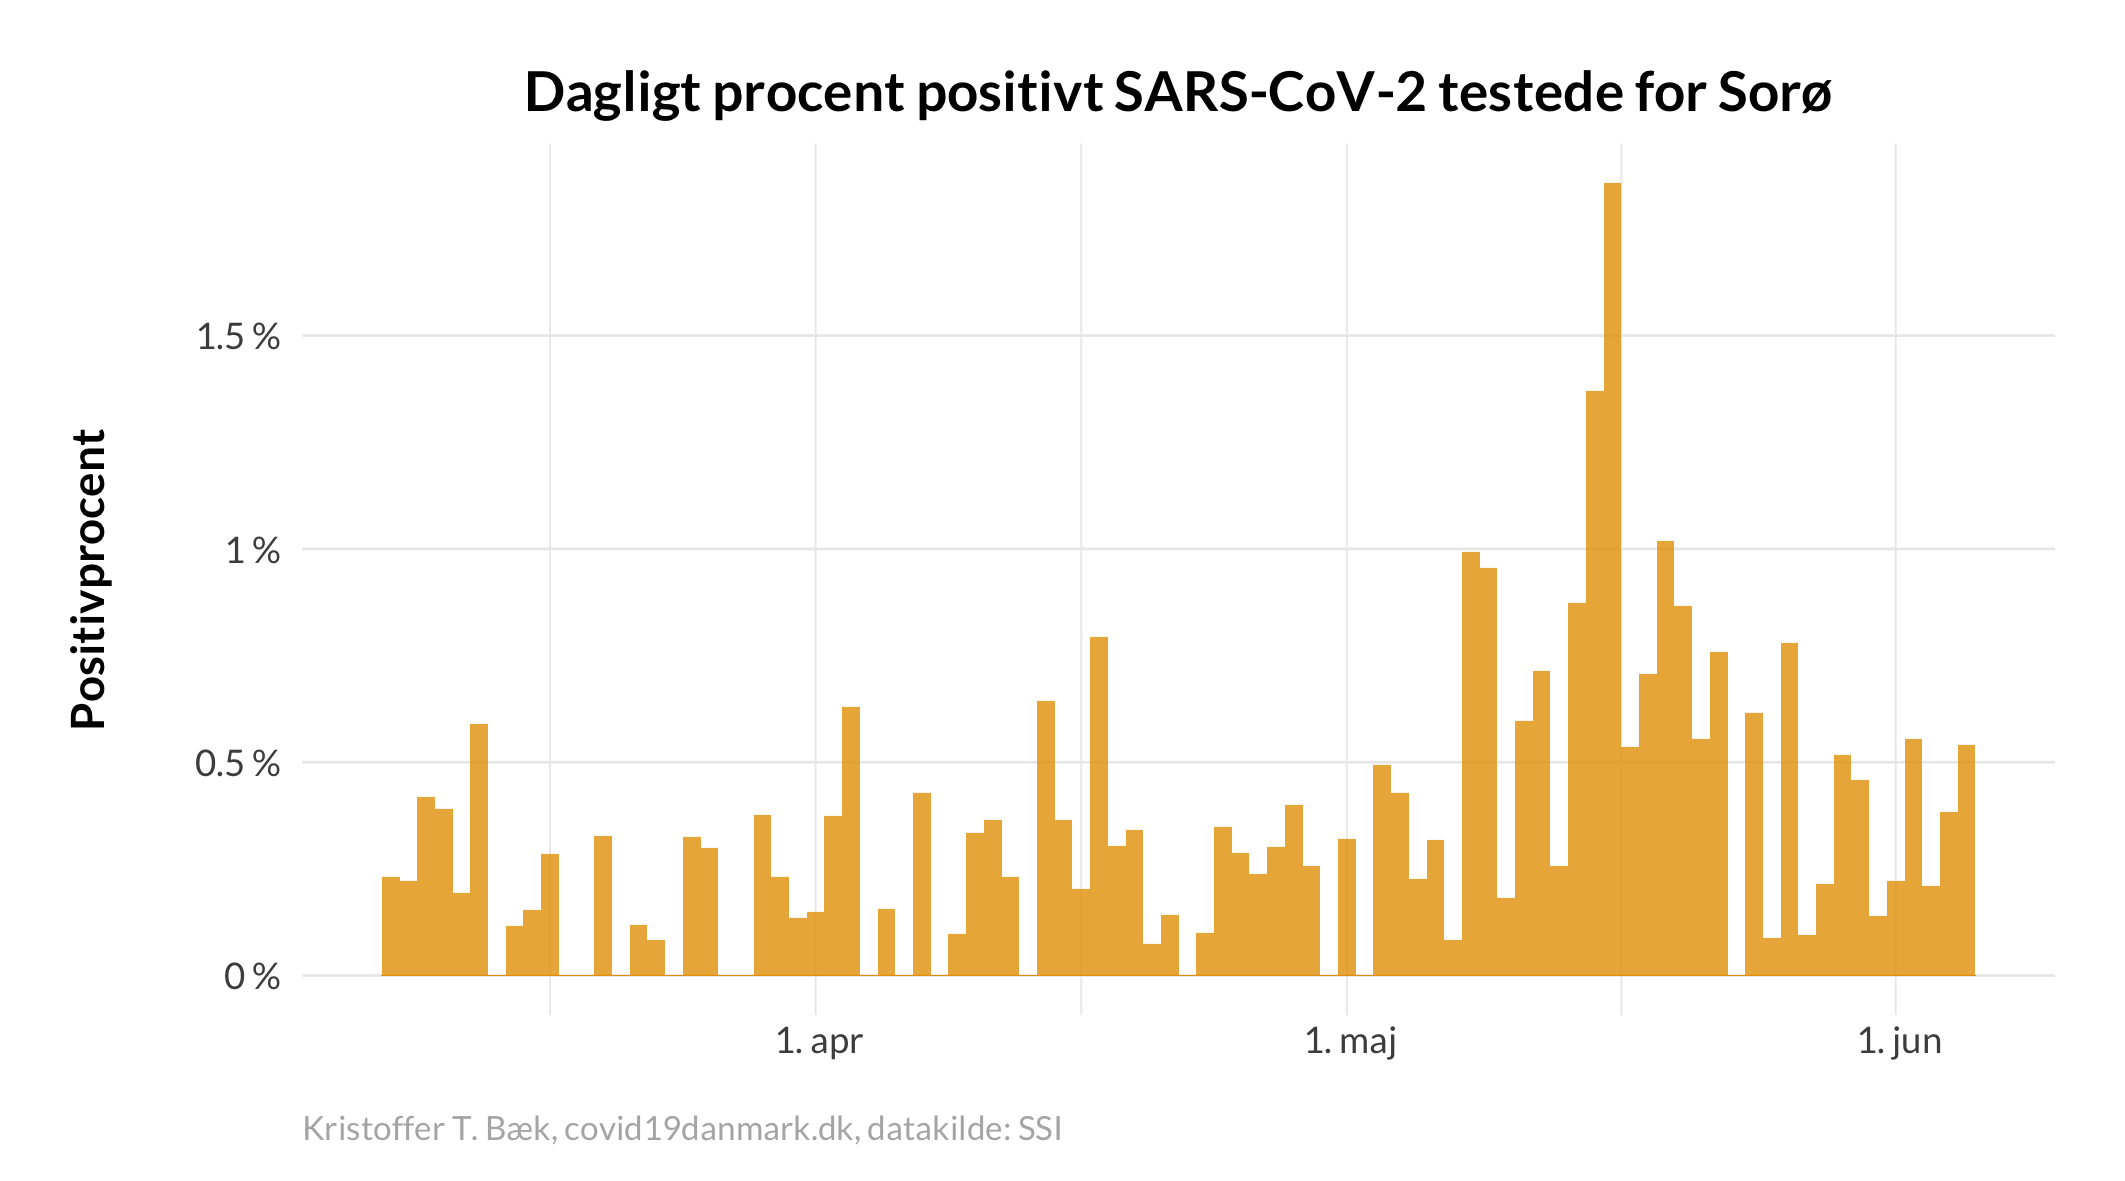 Dagligt procent positivt SARS-CoV-2 testede for Sorø
Positivprocent
1.5 %
1 %
0.5 %
0 %
1. apr
1. maj
1. jun
Kristoffer T. Bæk, covid19danmark.dk, datakilde: SSI